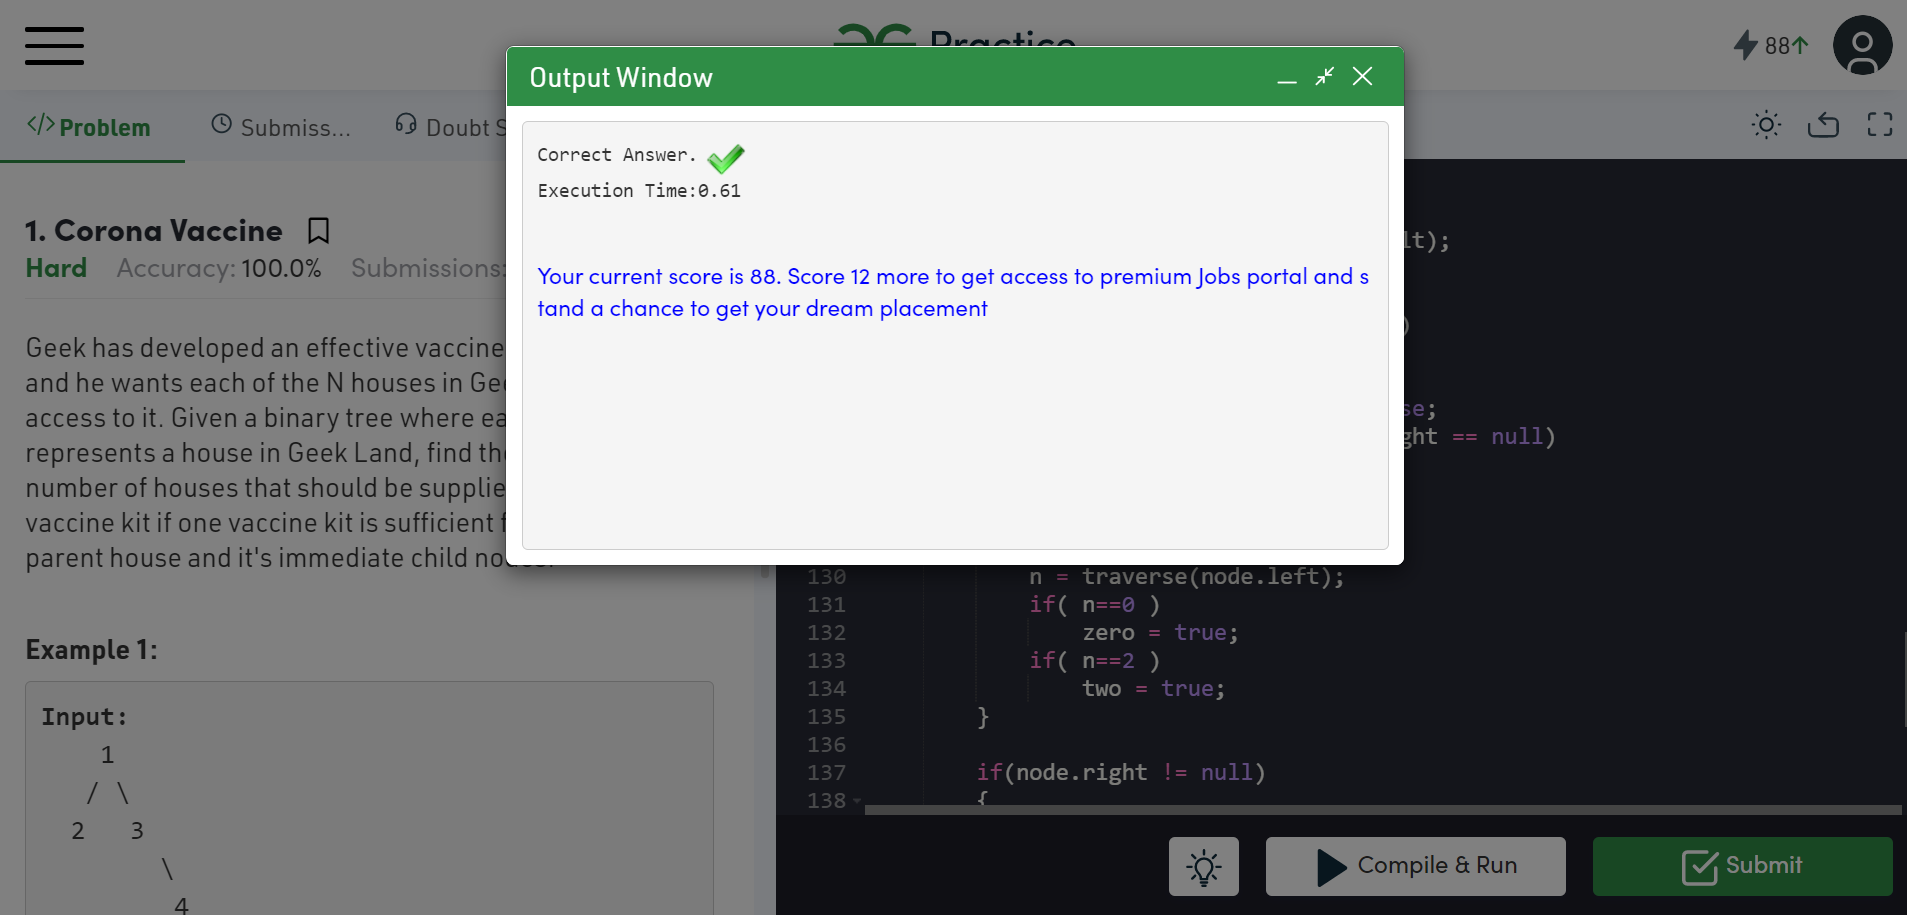 Practice
88
Output Window
Problem
Submiss...
Doubt S
Correct Answer.
Execution Time:0.61
Your current score is 88. Score 12 more to get access to premium Jobs portal and s
tand a chance to get your dream placement
1. Corona Vaccine
Hard Accuracy: 100.0% Submissions:
Geek has developed an effective vaccine
and he wants each of the N houses in Gee
access to it. Given a binary tree where ea
represents a house in Geek Land, find the
number of houses that should be supplie
vaccine kit if one vaccine kit is sufficient f
parent house and it's immediate child nodes.
Example 1:
Input:
1
/ \
2 3
\
4
lt);
)
se;
ght == null)
130 n = traverse(node.left);
131 if( n==0 )
132 zero = true;
133 if( n==2 )
134 two = true;
135 }
136
137 if(node.right != null)
138 {
Compile & Run
Submit